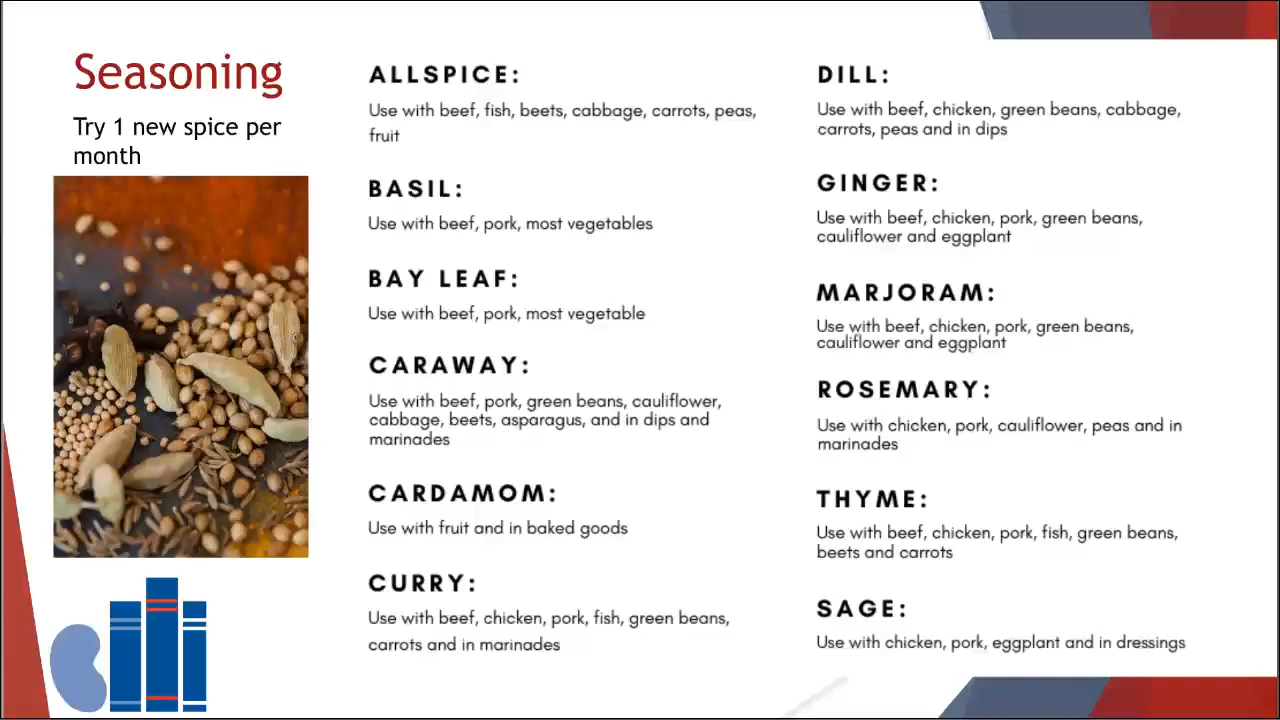 Seasoning
Try 1 new spice per
month
ALLSPICE:
Use with beef, fish, beets, cabbage, carrots, peas,
fruit
BASIL:
Use with beef, pork, most vegetables
BAY LEAF:
Use with beef, pork, most vegetable
CARAWAY:
Use with beef, pork, green beans, cauliflower,
cabbage, beets, asparagus, and in dips and
marinades
CARDAMOM:
Use with fruit and in baked goods
CURRY:
Use with beef, chicken, pork, fish, green beans,
carrots and in marinades
DILL:
Use with beef, chicken, green beans, cabbage,
carrots, peas and in dips
GINGER:
Use with beef, chicken, pork, green beans,
cauliflower and eggplant
MARJORAM:
Use with beef, chicken, pork, green beans,
cauliflower and eggplant
ROSEMARY:
Use with chicken, pork, cauliflower, peas and in
marinades
THYME:
Use with beef, chicken, pork, fish, green beans,
beets and carrots
SAGE:
Use with chicken, pork, eggplant and in dressings